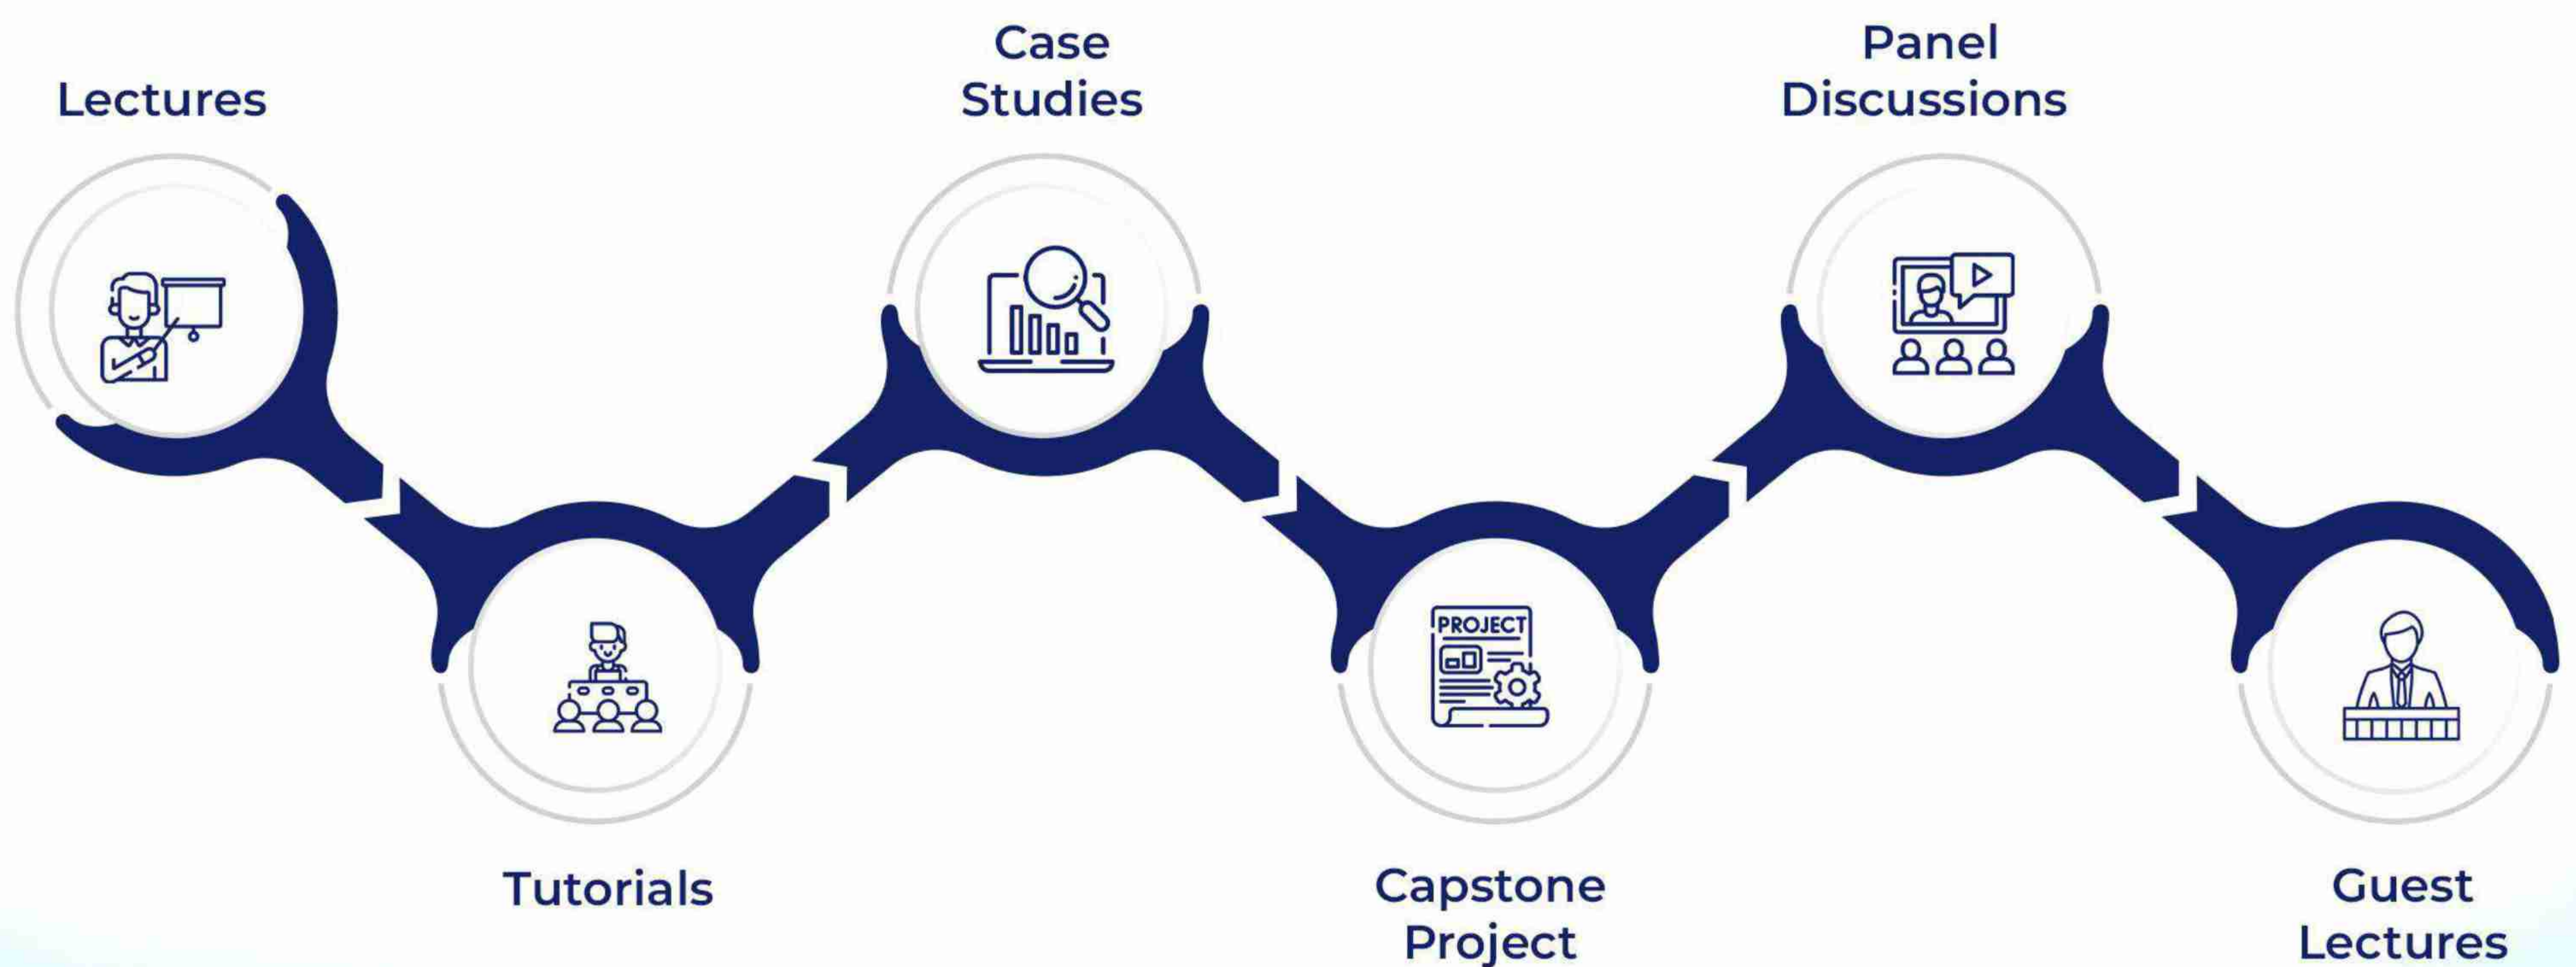 Lectures
Tutorials
Case
Studies
PROJECT
Capstone
Project
Panel
Discussions
Guest
Lectures